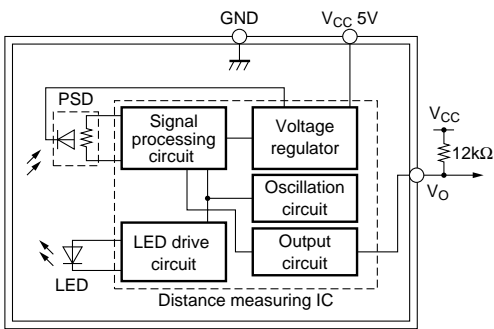 GND
VCC 5V
PSD
Signal
processing
circuit
Voltage
regulator
VCC
12kΩ
VO
Oscillation
circuit
LED drive
circuit
Output
circuit
LED
Distance measuring IC